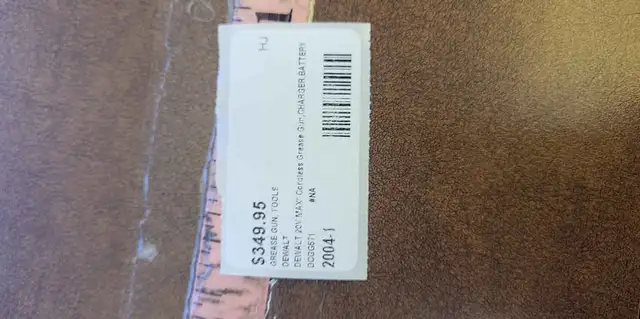 $349.95
HJ
GREASE GUN, TOOLS
DEWALT
DEWALT 20V MAX* Cordless Grease Gun,CHARGER,BATTERY
DCGG571 #NA
2004-1